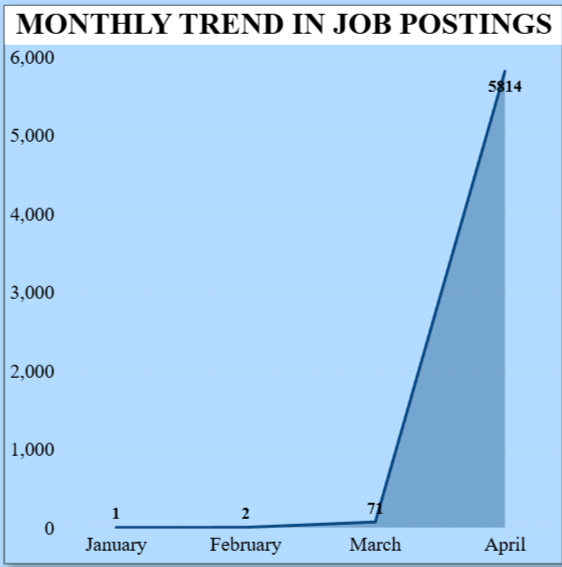 MONTHLY TREND IN JOB POSTINGS
6,000
5814
5,000
4,000
3,000
2,000
1,000
1 2 71
0
January February March April